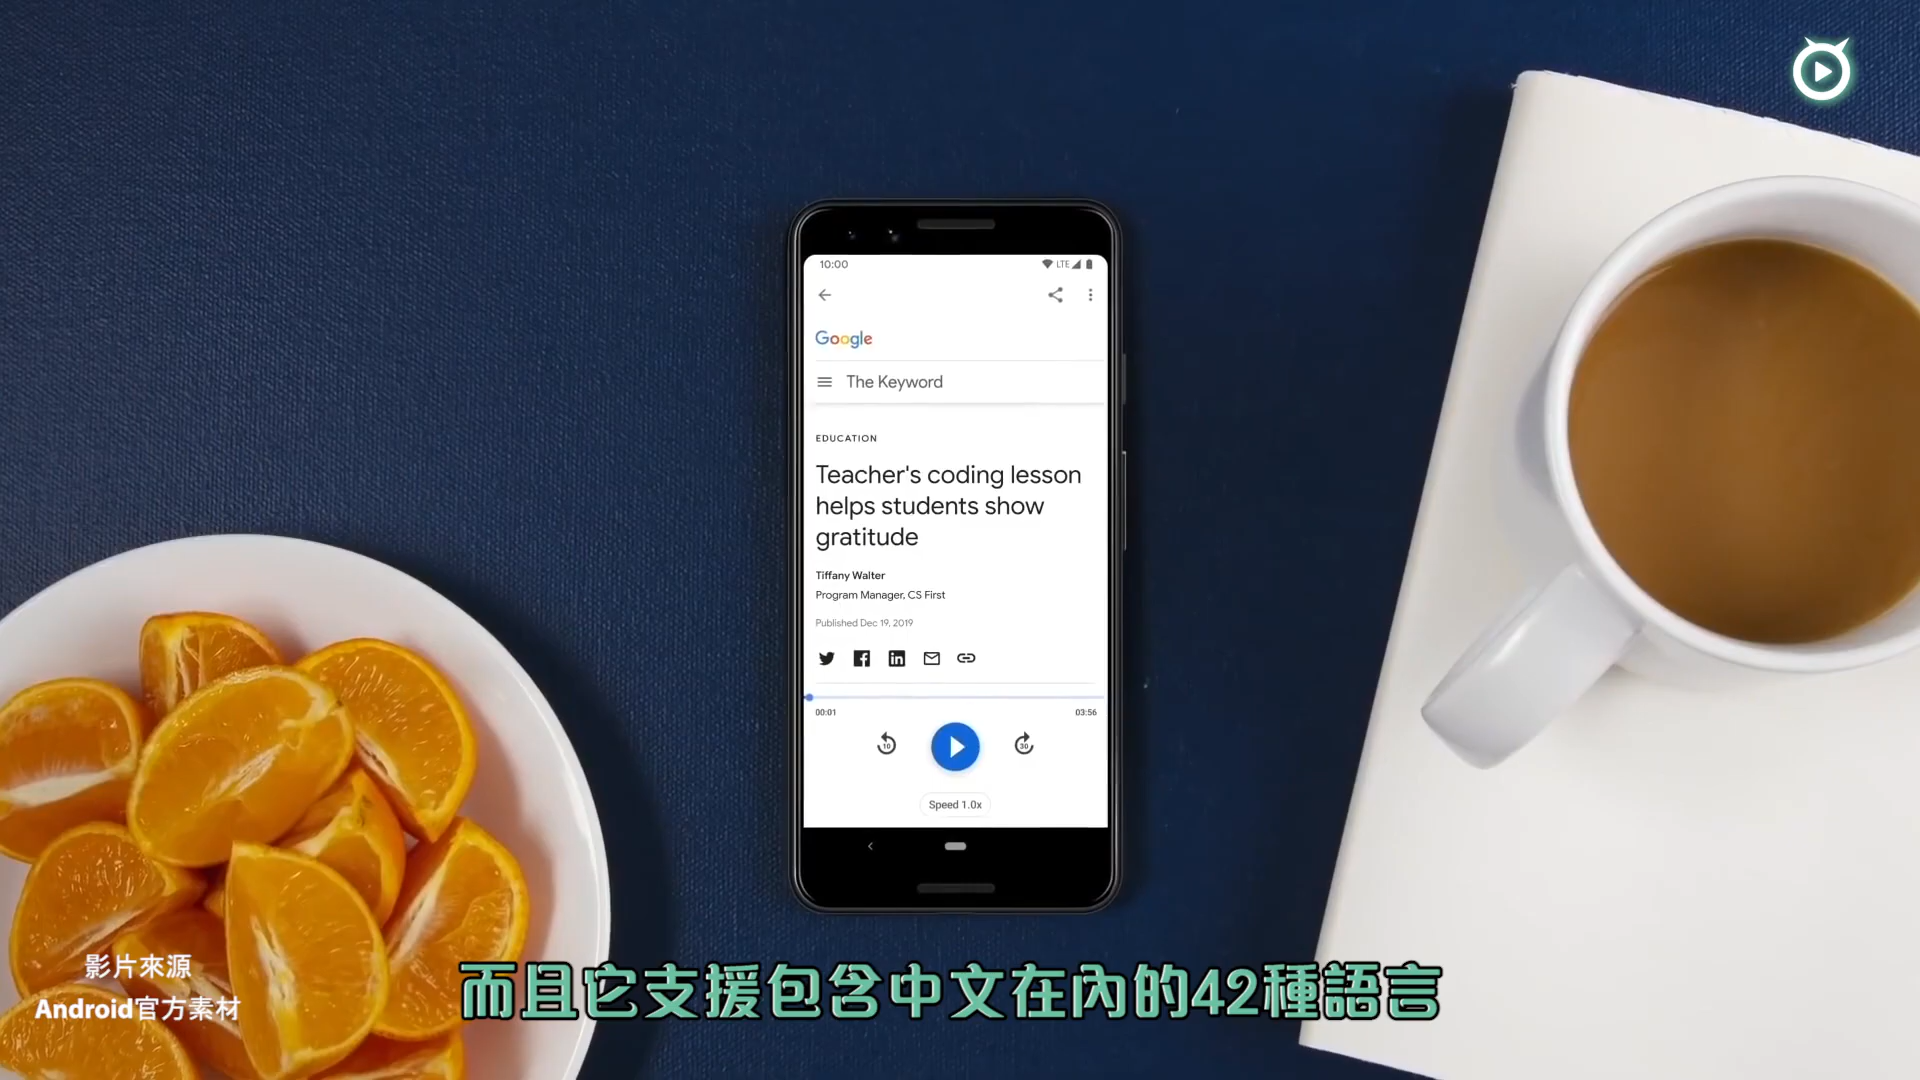 10:00
LTE
Google
The Keyword
EDUCATION
Teacher's coding lesson
helps students show
gratitude
Tiffany Walter
Program Manager, CS First
Published Dec 19, 2019
00:01
03:56
10
30
Speed 1.0x
影片來源
Android官方素材
而且它支援包含中文在內的42種語言